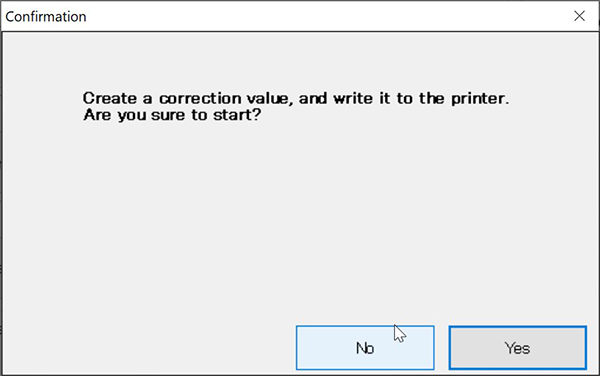 Confirmation
Create a correction value, and write it to the printer.
Are you sure to start?
No
Yes